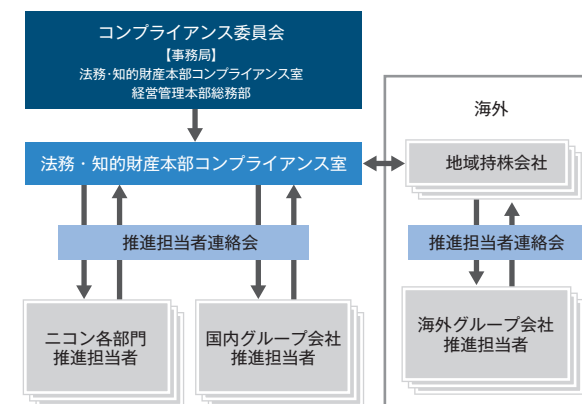 コンプライアンス委員会
【事務局】
法務・知的財産本部コンプライアンス室
経営管理本部総務部
海外
法務・知的財産本部コンプライアンス室
地域持株会社
推進担当者連絡会
推進担当者連絡会
ニコン各部門
推進担当者
国内グループ会社
推進担当者
海外グループ会社
推進担当者